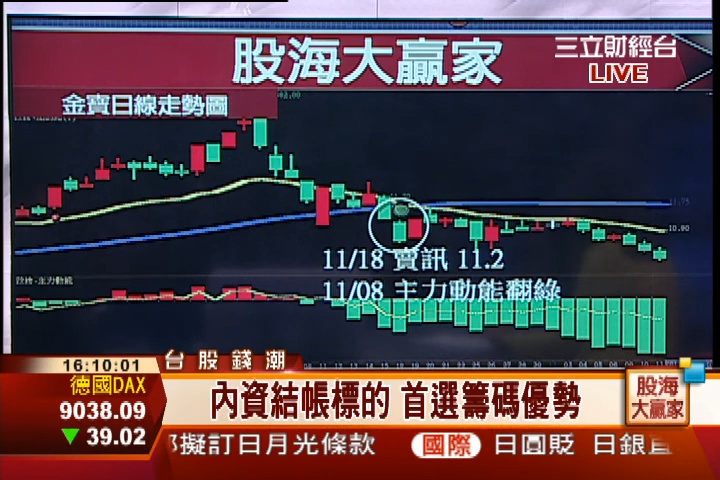 股海大贏家
三立財經台
LIVE
金寶日線走勢圖
11.75
10.00
11/18 賣訊 11.2
11/08 主力動能翻綠
16:10:01
台股錢潮
德國DAX
9038.09
▼ 39.02
內資結帳標的 首選籌碼優勢
股海
大贏家
擬訂日月光條款 國際 日圓貶 日銀